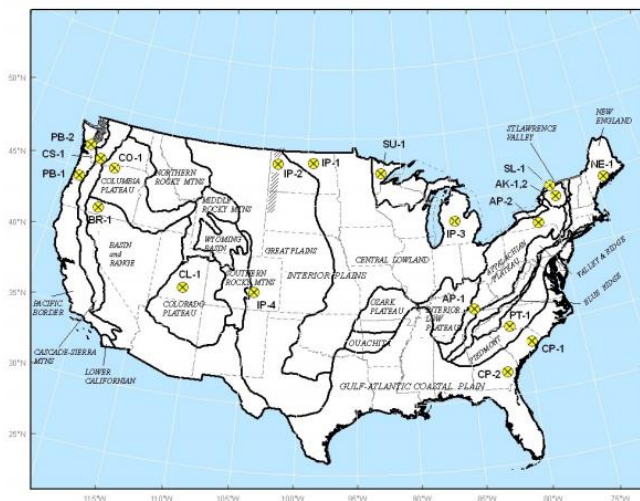 50°N
45°N
40°N
35°N
30°N
25°N
115°W
110°W
105°W
100°W
95°W
90°W
85°W
80°W
NEW
ENGLAND
ST.LAWRENCE
VALLEY
PB-2
CS-1
PB-1
CO-1
COLUMBIA
PLATEAU
BR-1
NORTHERN
ROCKY MTNS
MIDDLE
ROCKY MTNS
WYOMING
BASIN
BASIN
and
RANGE
CL-1
COLORADO
PLATEAU
SOUTHERN
ROCKY MTNS
IP-4
IP-2
IP-1
SU-1
GREAT PLAINS
INTERIOR PLAINS
CENTRAL LOWLAND
IP-3
SL-1
AK-1,2
AP-2
NE-1
APPALACHIAN
PLATEAU
VALLEY & RIDGE
BLUE RIDGE
AP-1
INTERIOR
LOW
PLATEAU
OZARK
PLATEAU
OUACHITA
PT-1
PIEDMONT
CP-1
CP-2
GULF-ATLANTIC COASTAL PLAIN
PACIFIC
BORDER
CASCADE-SIERRA
MTNS
LOWER
CALIFORNIAN